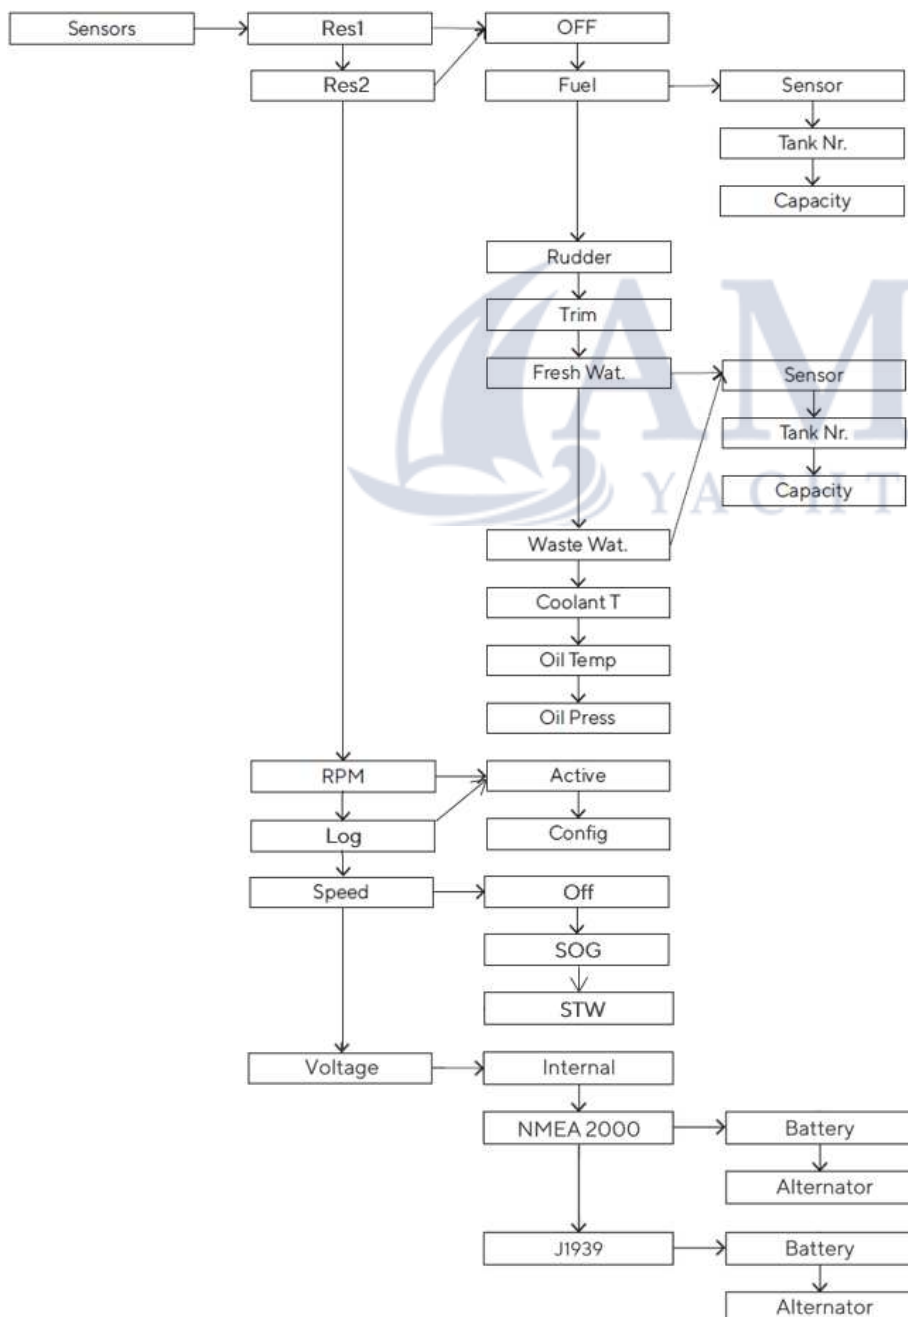 Sensors
Res1
OFF
Res2
Fuel
Sensor
Tank Nr.
Capacity
Rudder
Trim
Fresh Wat.
Sensor
Tank Nr.
Capacity
Waste Wat.
Coolant T
Oil Temp
Oil Press
RPM
Active
Log
Config
Speed
Off
SOG
STW
Voltage
Internal
NMEA 2000
Battery
Alternator
J1939
Battery
Alternator
AM
YACHT